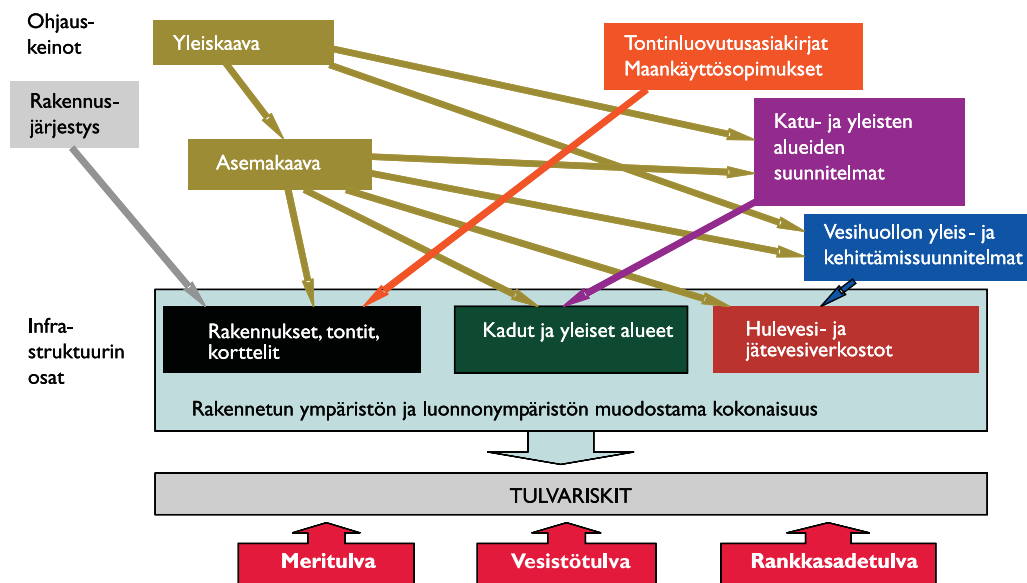 Ohjaus-
keinot
Yleiskaava
Tontinluovutusasiakirjat
Maankäyttösopimukset
Rakennus-
järjestys
Katu- ja yleisten
alueiden
suunnitelmat
Asemakaava
Vesihuollon yleis- ja
kehittämissuunnitelmat
Infra-
struktuurin
osat
Rakennukset, tontit,
korttelit
Kadut ja yleiset alueet
Hulevesi- ja
jätevesiverkostot
Rakennetun ympäristön ja luonnonympäristön muodostama kokonaisuus
TULVARISKIT
Meritulva
Vesistötulva
Rankkasadetulva